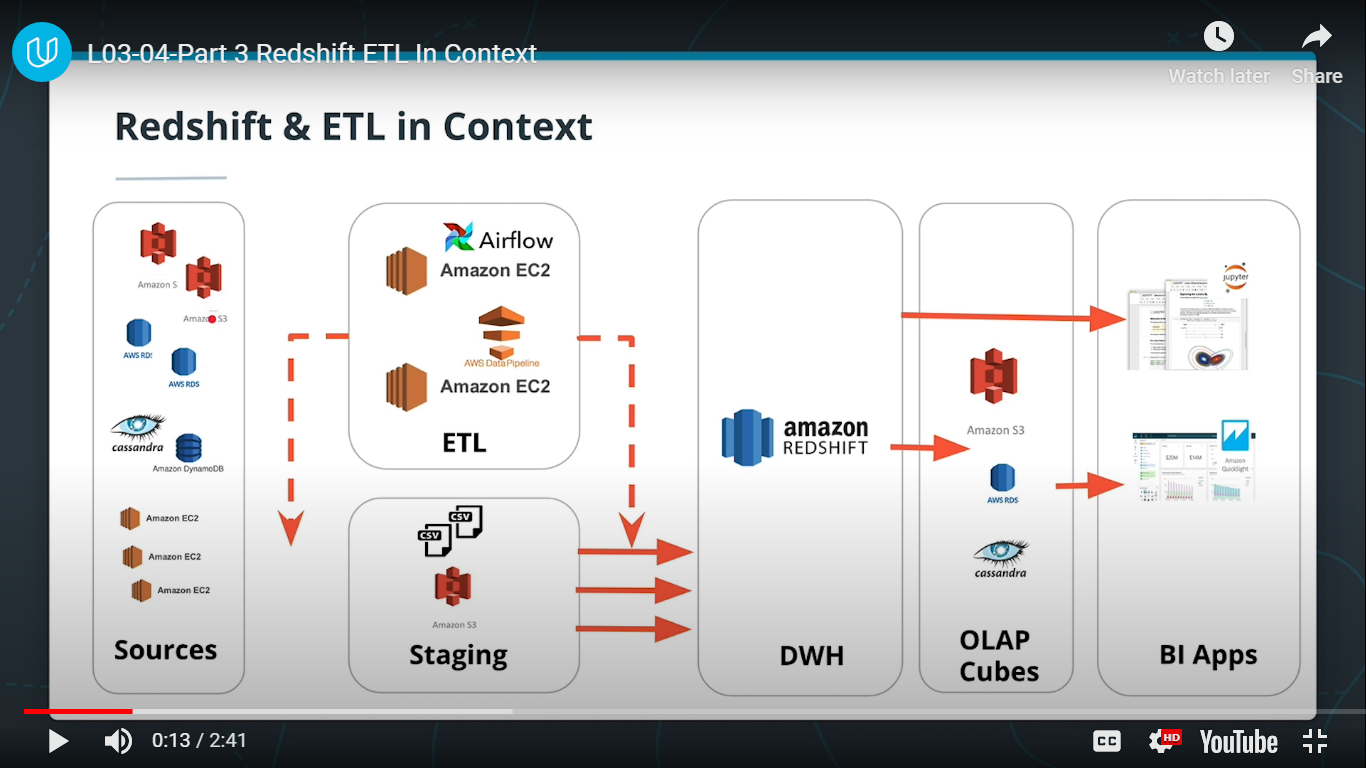 L03-04-Part 3 Redshift ETL In Context
Watch later
Share
Redshift & ETL in Context
Amazon S
Amazon S3
AWS RDS
AWS RDS
cassandra
Amazon DynamoDB
Amazon EC2
Amazon EC2
Amazon EC2
Sources
Airflow
Amazon EC2
AWS Data Pipeline
Amazon EC2
ETL
CSV
CSV
Amazon S3
Staging
amazon
REDSHIFT
DWH
Amazon S3
AWS RDS
cassandra
OLAP
Cubes
jupyter
$20M
$14M
Amazon
QuickSight
BI Apps
0:13 / 2:41
CC
HD
YouTube